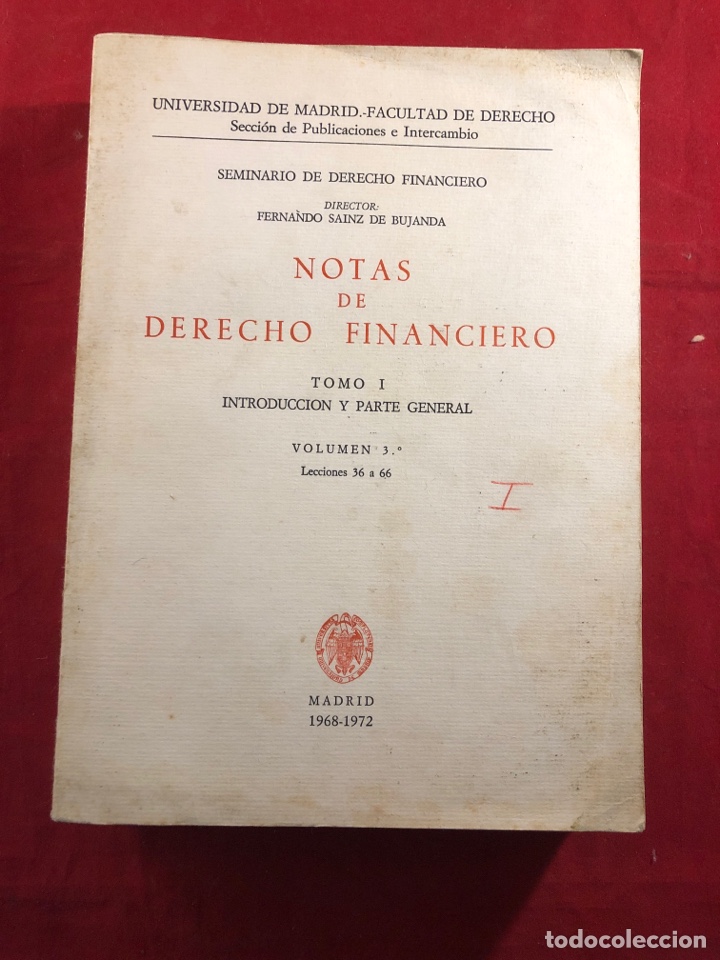 UNIVERSIDAD DE MADRID.-FACULTAD DE DERECHO
Sección de Publicaciones e Intercambio
SEMINARIO DE DERECHO FINANCIERO
DIRECTOR:
FERNANDO SAINZ DE BUJANDA
NOTAS
DE
DERECHO FINANCIERO
TOMO I
INTRODUCCION Y PARTE GENERAL
VOLUMEN 3.º
Lecciones 36 a 66
I
MADRID
1968-1972
todocoleccion